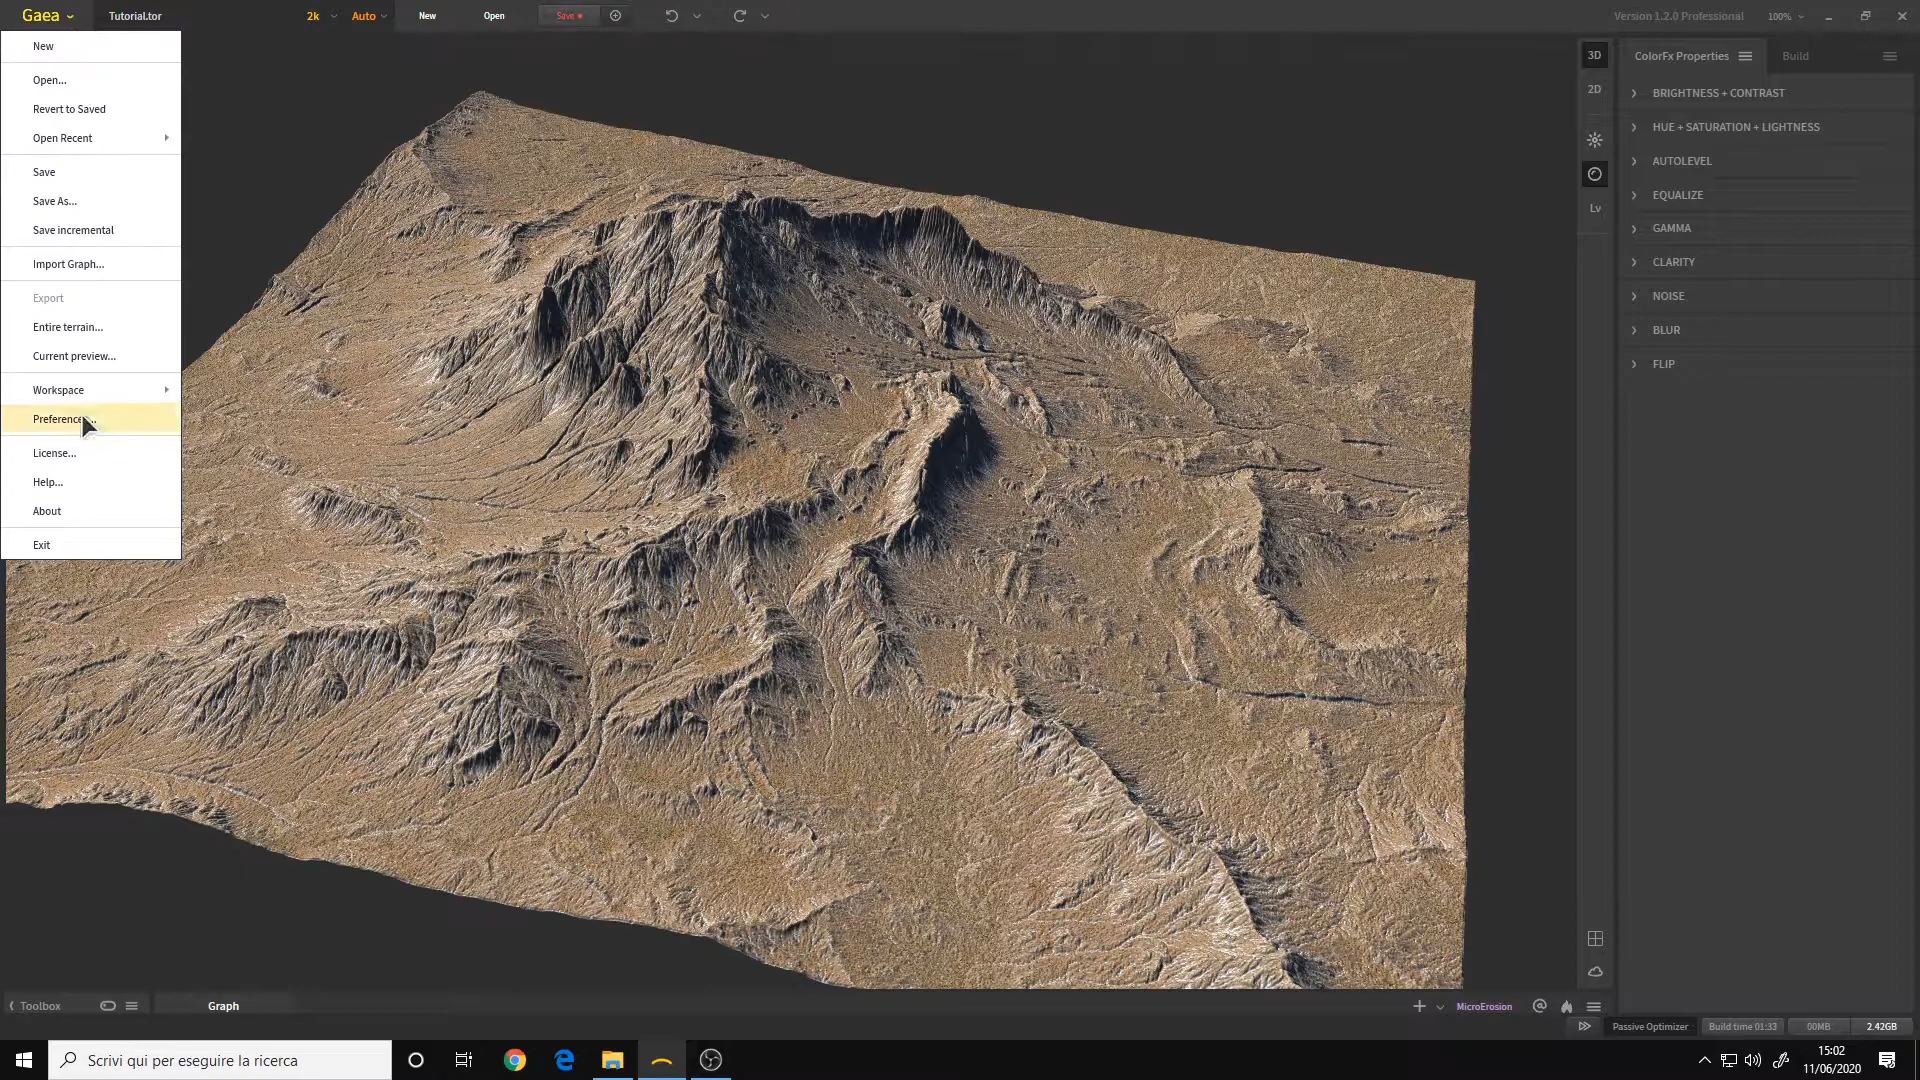 Gaea
Tutorial.tor
2k
Auto
New
Open
Save
Version 1.2.0 Professional
100%
New
Open...
Revert to Saved
Open Recent
Save
Save As...
Save incremental
Import Graph...
Export
Entire terrain...
Current preview...
Workspace
License...
Help...
About
Exit
3D
2D
Lv
ColorFx Properties
Build
BRIGHTNESS + CONTRAST
HUE + SATURATION + LIGHTNESS
AUTOLEVEL
EQUALIZE
GAMMA
CLARITY
NOISE
BLUR
FLIP
Toolbox
Graph
MicroErosion
Passive Optimizer
Build time 01:33
00MB
2.42GB
Scrivi qui per eseguire la ricerca
15:02
11/06/2020